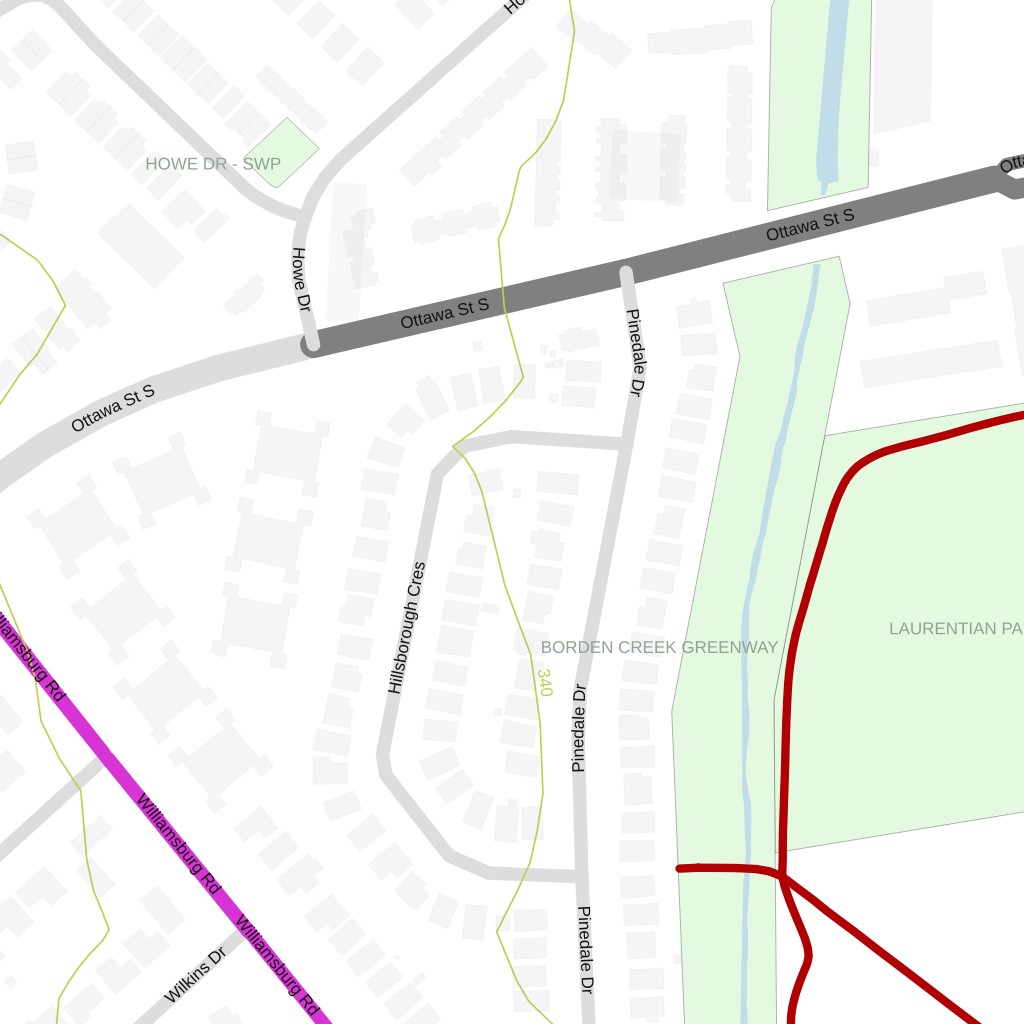 HOWE DR - SWP
Howe Dr
Ottawa St S
Ottawa St S
Ottawa St S
Pinedale Dr
Hillsborough Cres
BORDEN CREEK GREENWAY
LAURENTIAN PA
340
Pinedale Dr
Williamsburg Rd
Williamsburg Rd
Williamsburg Rd
Wilkins Dr
Pinedale Dr